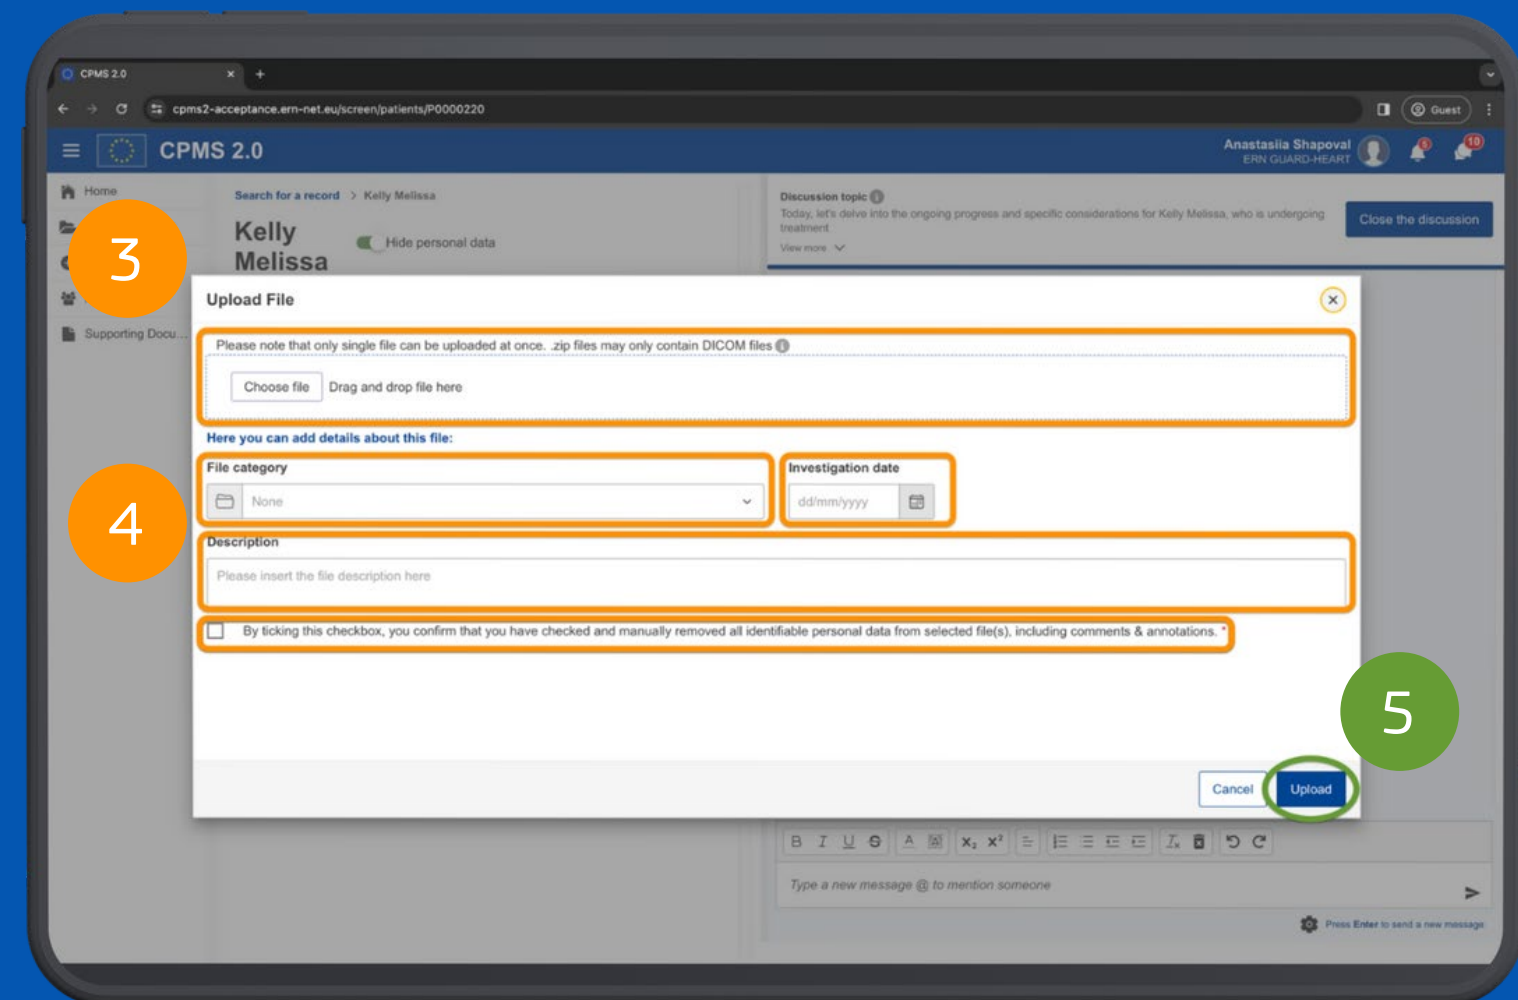 CPMS 2.0
cpms2-acceptance.ern-net.eu/screen/patients/P0000220
Guest
CPMS 2.0
Anastasiia Shapoval
ERN GUARD-HEART
5
10
Home
Supporting Docu...
3
4
Search for a record > Kelly Melissa
Kelly
Melissa
Hide personal data
Discussion topic
Today, let's delve into the ongoing progress and specific considerations for Kelly Melissa, who is undergoing
treatment
View more
Close the discussion
Upload File
Please note that only single file can be uploaded at once. .zip files may only contain DICOM files
Choose file Drag and drop file here
Here you can add details about this file:
File category
None
Investigation date
dd/mm/yyyy
Description
Please insert the file description here
By ticking this checkbox, you confirm that you have checked and manually removed all identifiable personal data from selected file(s), including comments & annotations. *
5
Cancel Upload
Type a new message @ to mention someone
Press Enter to send a new message